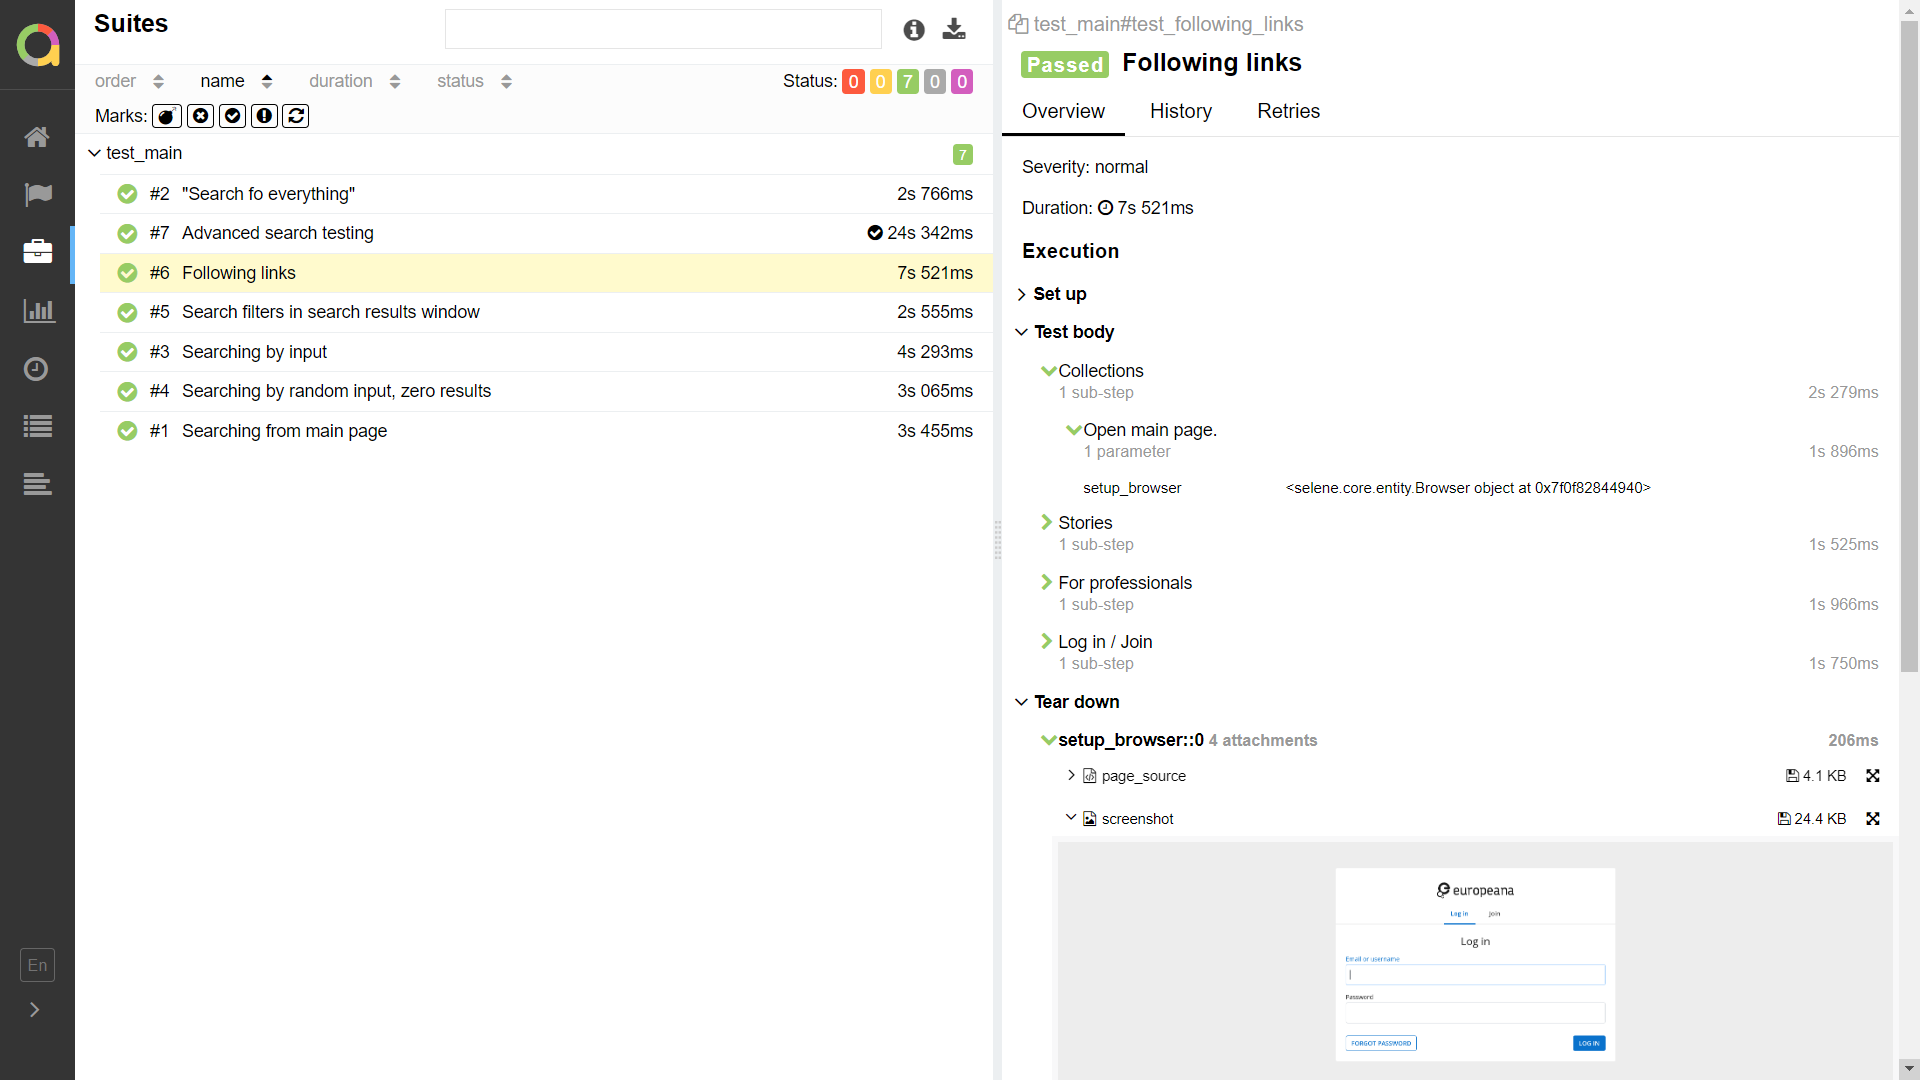 Suites
order name duration status
Status: 0 0 7 0 0
Marks:
test_main 7
#2 "Search fo everything" 2s 766ms
#7 Advanced search testing 24s 342ms
#6 Following links 7s 521ms
#5 Search filters in search results window 2s 555ms
#3 Searching by input 4s 293ms
#4 Searching by random input, zero results 3s 065ms
#1 Searching from main page 3s 455ms
En
test_main#test_following_links
Passed Following links
Overview History Retries
Severity: normal
Duration: 7s 521ms
Execution
Set up
Test body
Collections
1 sub-step 2s 279ms
Open main page.
1 parameter 1s 896ms
setup_browser <selene.core.entity.Browser object at 0x7f0f82844940>
Stories
1 sub-step 1s 525ms
For professionals
1 sub-step 1s 966ms
Log in / Join
1 sub-step 1s 750ms
Tear down
setup_browser::0 4 attachments 206ms
page_source 4.1 KB
screenshot 24.4 KB
europeana
Log in Join
Log in
Email or username
Password
FORGOT PASSWORD LOG IN